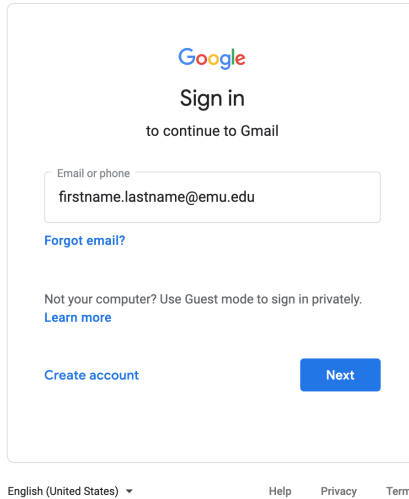 Google
Sign in
to continue to Gmail
Email or phone
firstname.lastname@emu.edu
Forgot email?
Not your computer? Use Guest mode to sign in privately.
Learn more
Create account
Next
English (United States)
Help
Privacy
Term